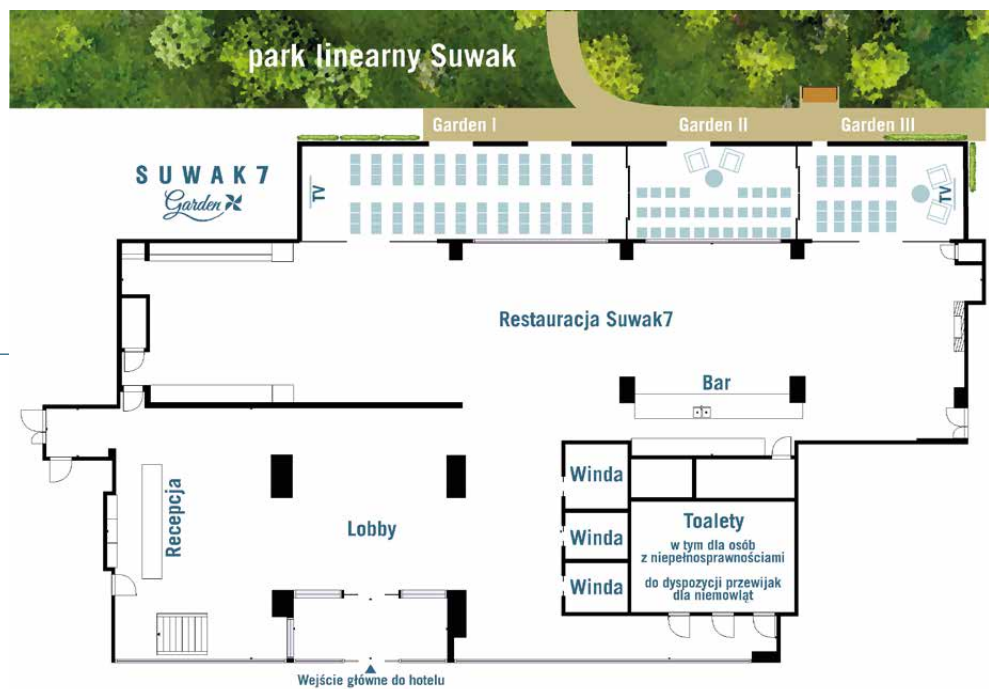 park linearny Suwak
Garden I
Garden II
Garden III
SUWAK7
Garden
TV
TV
Restauracja Suwak7
Bar
Winda
Winda
Winda
Toalety
w tym dla osób
z niepełnosprawnościami
do dyspozycji przewijak
dla niemowląt
Recepcja
Lobby
Wejście główne do hotelu